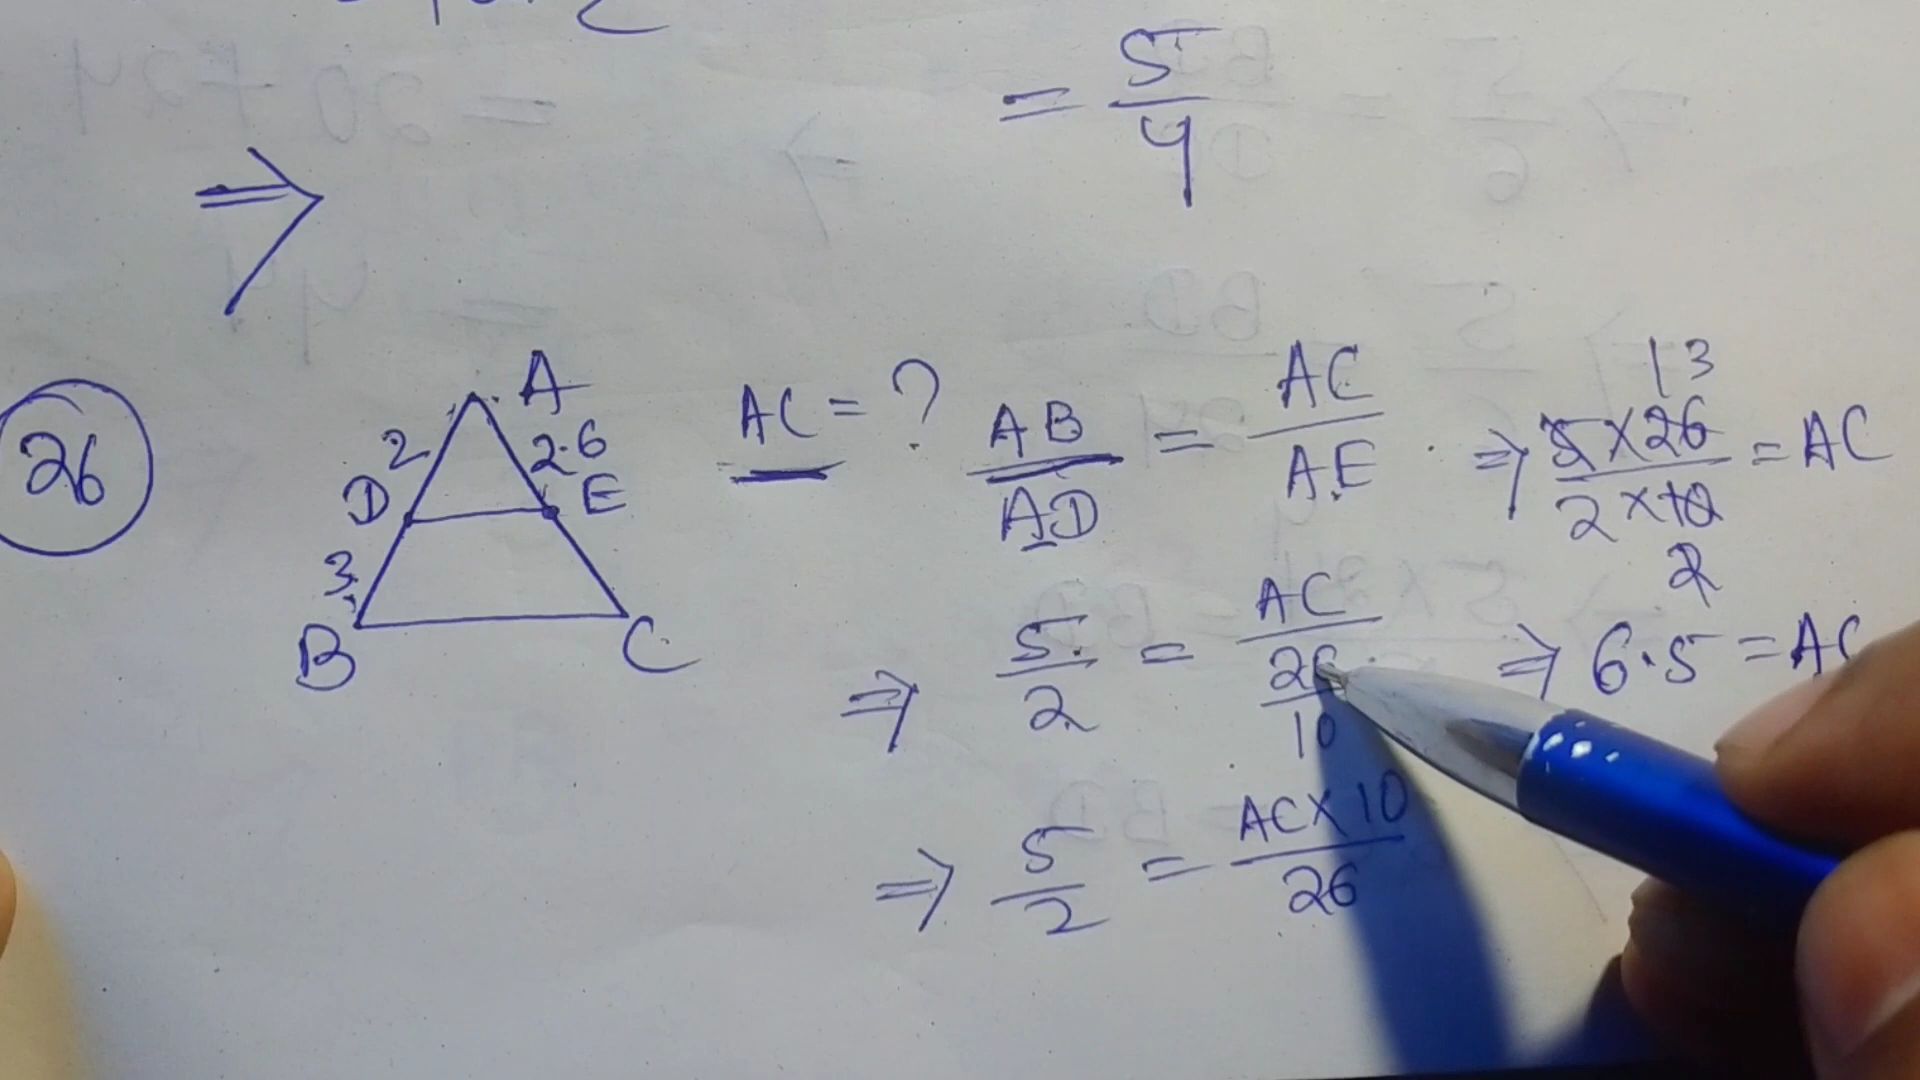 = 5/4
⇒
26
A
2
2.6
D
E
3
B
C
AC = ?
AB/AD = AC/AE
⇒ 5/2 = AC/(26/10)
⇒ 5/2 = AC×10/26
13
⇒ 5×26/2×10 = AC
2
⇒ 6.5 = AC